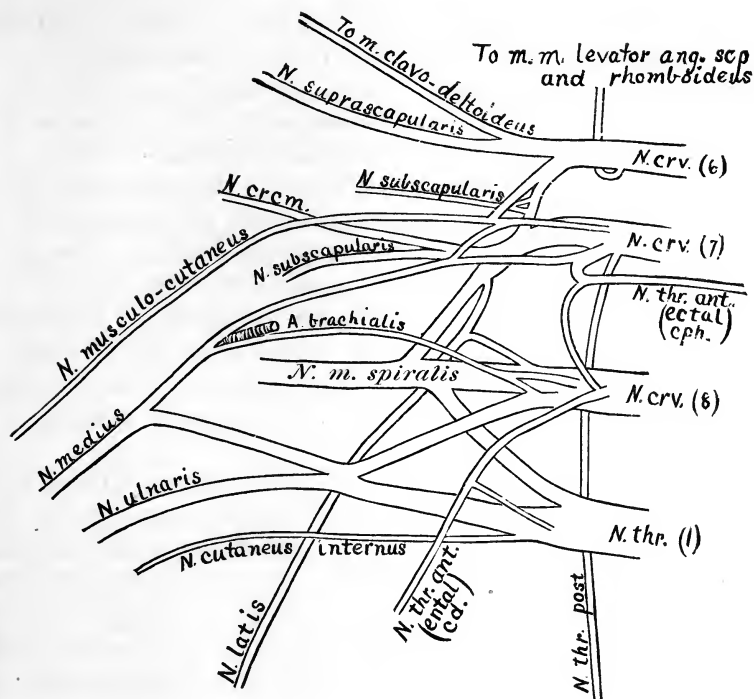 To m. clavo-deltoideus
To m.m. levator ang. scp
and rhomboideus
N. suprascapularis
N. crv. (6)
N. crcm.
N subscapularis
N. crv. (7)
N. musculo-cutaneus
N. subscapularis
N. thr. ant.
(ectal)
cph.
A. brachialis
N. m. spiralis
N. crv. (8)
N. medius
N. ulnaris
N. thr. (1)
N. cutaneus internus
N. thr. ant.
(ental)
cd.
N. latis
N. thr. post